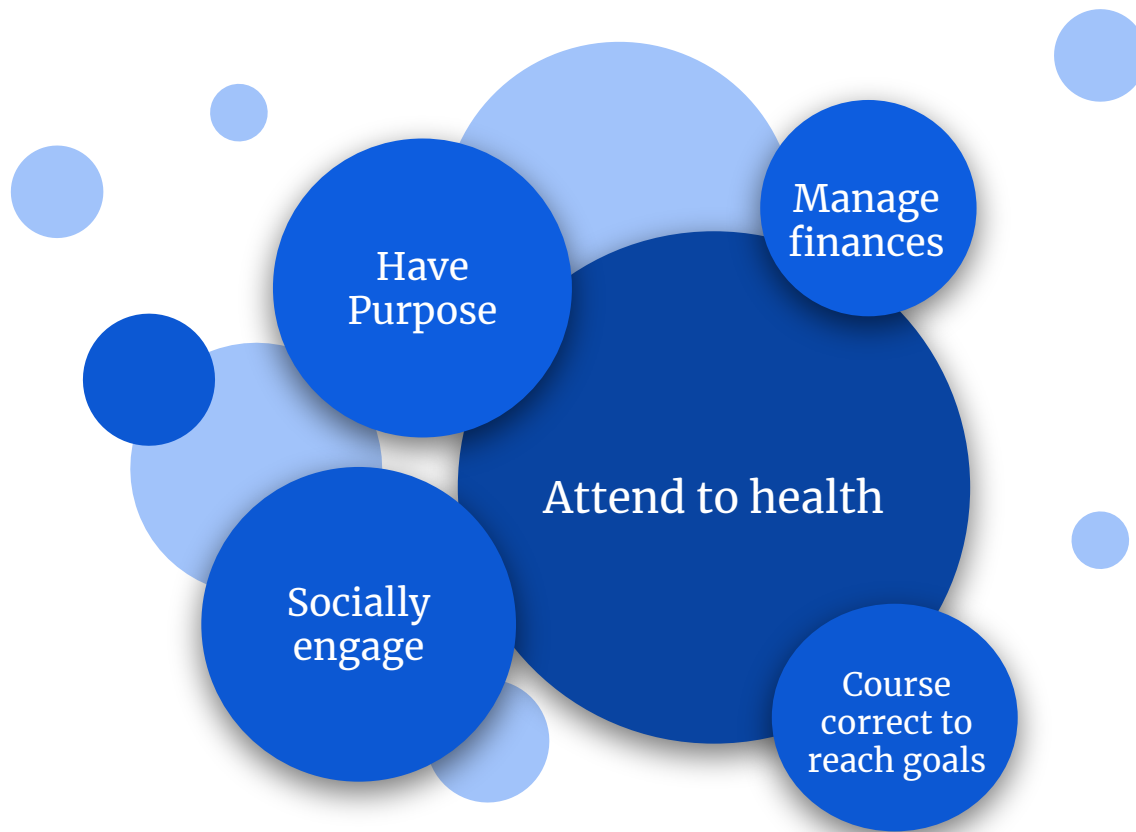 Have
Purpose
Manage
finances
Attend to health
Socially
engage
Course
correct to
reach goals